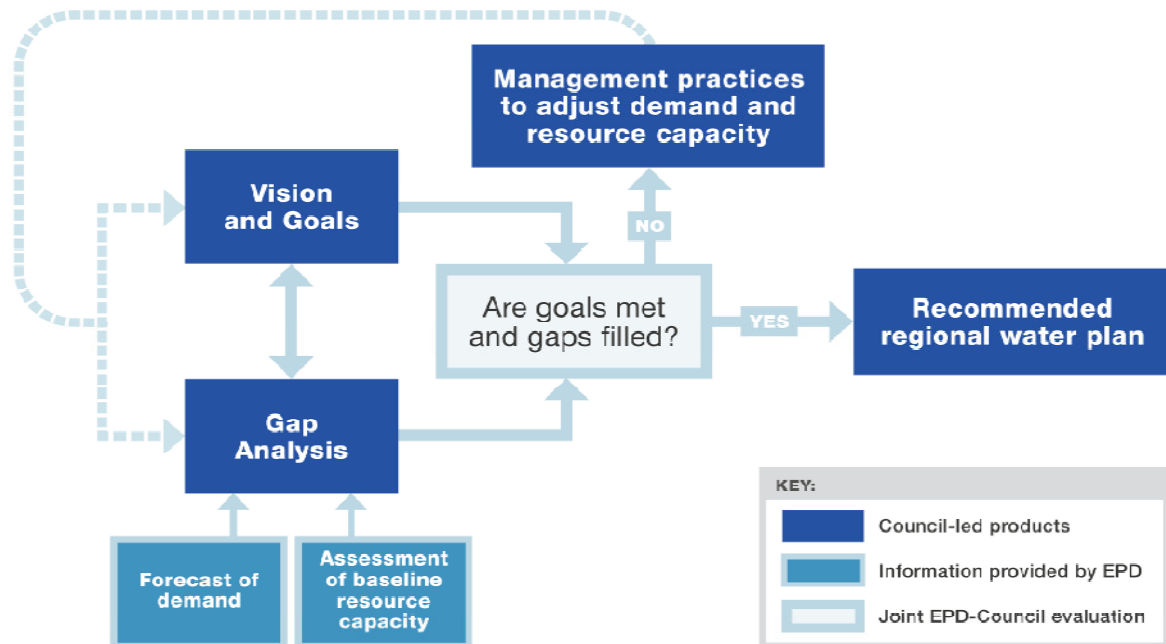 Management practices
to adjust demand and
resource capacity
Vision
and Goals
NO
Are goals met
and gaps filled?
YES
Recommended
regional water plan
Gap
Analysis
Forecast of
demand
Assessment
of baseline
resource
capacity
KEY:
Council-led products
Information provided by EPD
Joint EPD-Council evaluation